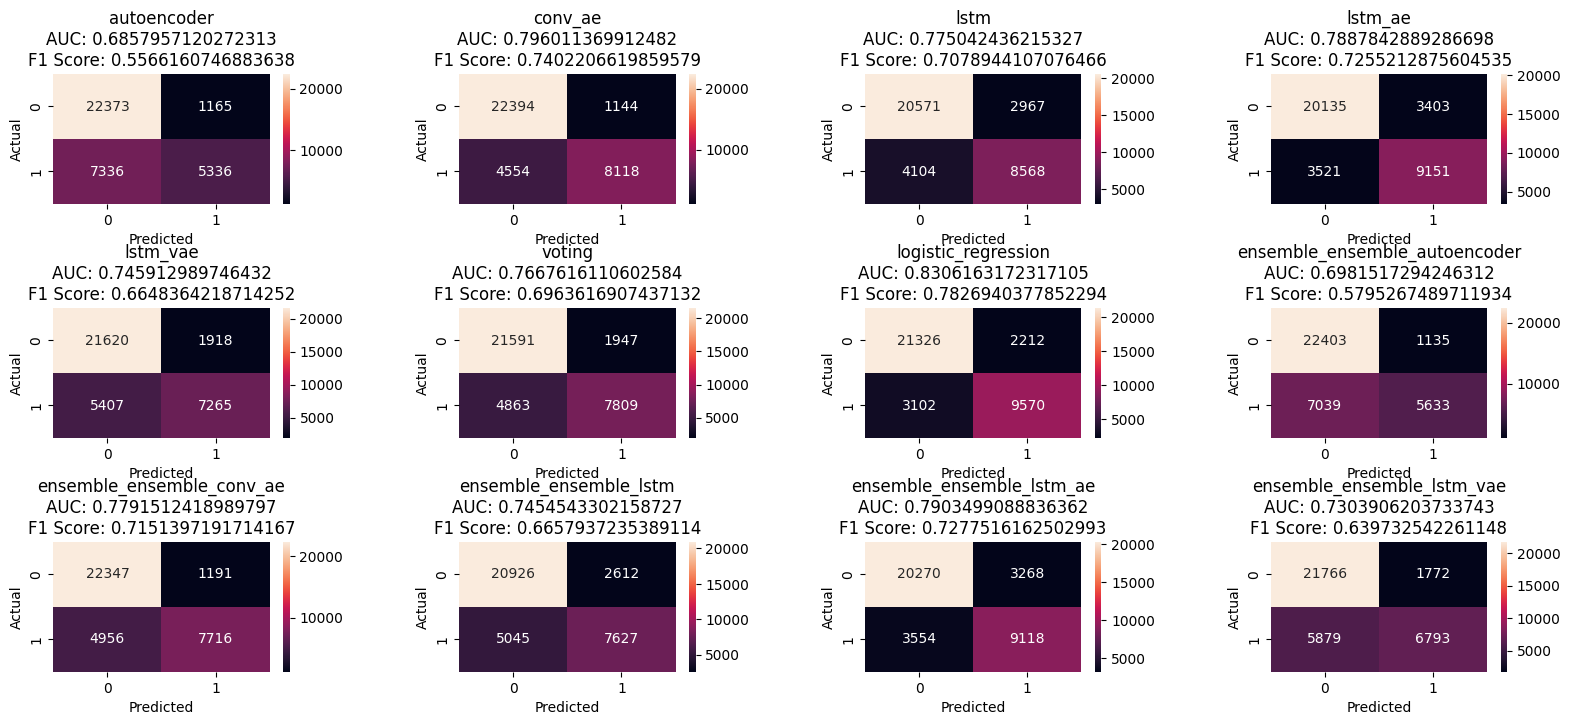 autoencoder
AUC: 0.6857957120272313
F1 Score: 0.55661607468836​38
22373 1165
7336 5336
0
1
Actual
0 1
Predicted
20000
10000
conv_ae
AUC: 0.796011369912482
F1 Score: 0.7402206619859579
22394 1144
4554 8118
0
1
Actual
0 1
Predicted
20000
10000
lstm
AUC: 0.775042436215327
F1 Score: 0.7078944107076466
20571 2967
4104 8568
0
1
Actual
0 1
Predicted
20000
15000
10000
5000
lstm_ae
AUC: 0.7887842889286698
F1 Score: 0.7255212875604535
20135 3403
3521 9151
0
1
Actual
0 1
Predicted
20000
15000
10000
5000
lstm_vae
AUC: 0.745912989746432
F1 Score: 0.6648364218714252
21620 1918
5407 7265
0
1
Actual
0 1
Predicted
20000
15000
10000
5000
voting
AUC: 0.7667616110602584
F1 Score: 0.6963616907437132
21591 1947
4863 7809
0
1
Actual
0 1
Predicted
20000
15000
10000
5000
logistic_regression
AUC: 0.8306163172317105
F1 Score: 0.7826940377852294
21326 2212
3102 9570
0
1
Actual
0 1
Predicted
20000
15000
10000
5000
ensemble_ensemble_autoencoder
AUC: 0.6981517294246312
F1 Score: 0.5795267489711934
22403 1135
7039 5633
0
1
Actual
0 1
Predicted
20000
10000
ensemble_ensemble_conv_ae
AUC: 0.7791512418989797
F1 Score: 0.7151397191714167
22347 1191
4956 7716
0
1
Actual
0 1
Predicted
20000
10000
ensemble_ensemble_lstm
AUC: 0.7454543302158727
F1 Score: 0.6657937235389114
20926 2612
5045 7627
0
1
Actual
0 1
Predicted
20000
15000
10000
5000
ensemble_ensemble_lstm_ae
AUC: 0.7903499088836362
F1 Score: 0.7277516162502993
20270 3268
3554 9118
0
1
Actual
0 1
Predicted
20000
15000
10000
5000
ensemble_ensemble_lstm_vae
AUC: 0.7303906203733743
F1 Score: 0.639732542261148
21766 1772
5879 6793
0
1
Actual
0 1
Predicted
20000
15000
10000
5000